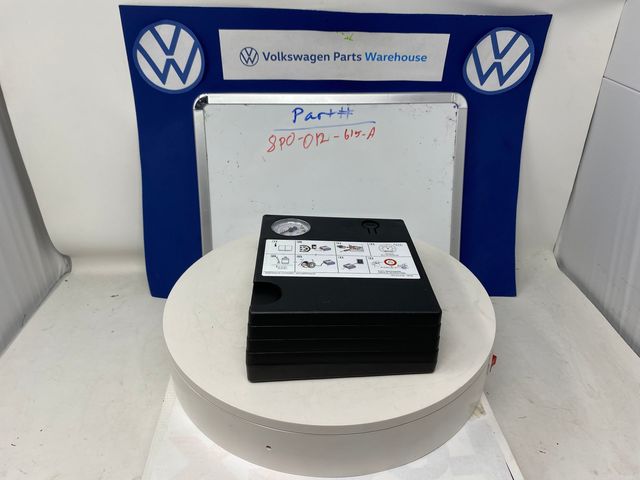 Volkswagen Parts Warehouse
Part#
8P0-012-615-A